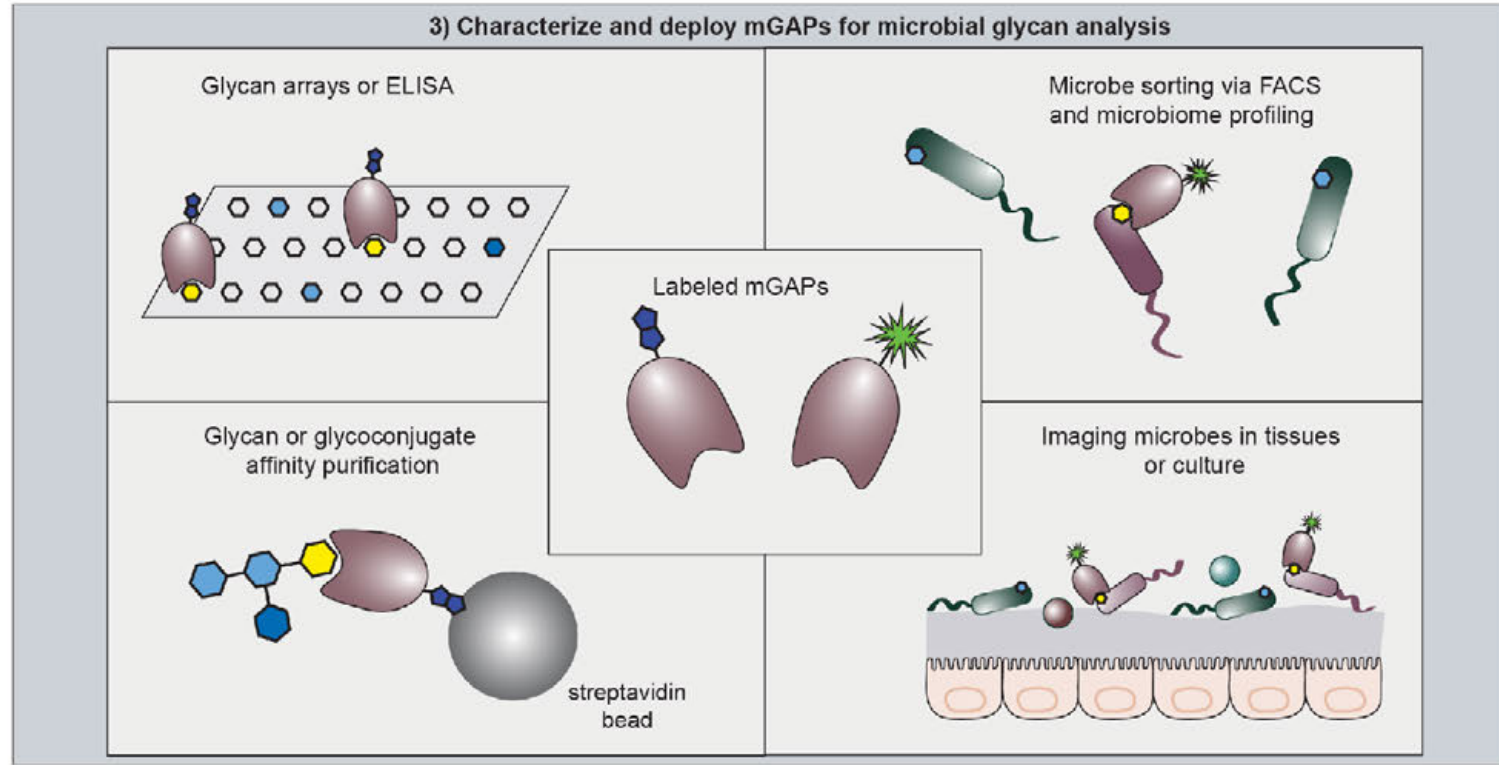 3) Characterize and deploy mGAPs for microbial glycan analysis
Glycan arrays or ELISA
Microbe sorting via FACS
and microbiome profiling
Labeled mGAPs
Glycan or glycoconjugate
affinity purification
streptavidin
bead
Imaging microbes in tissues
or culture